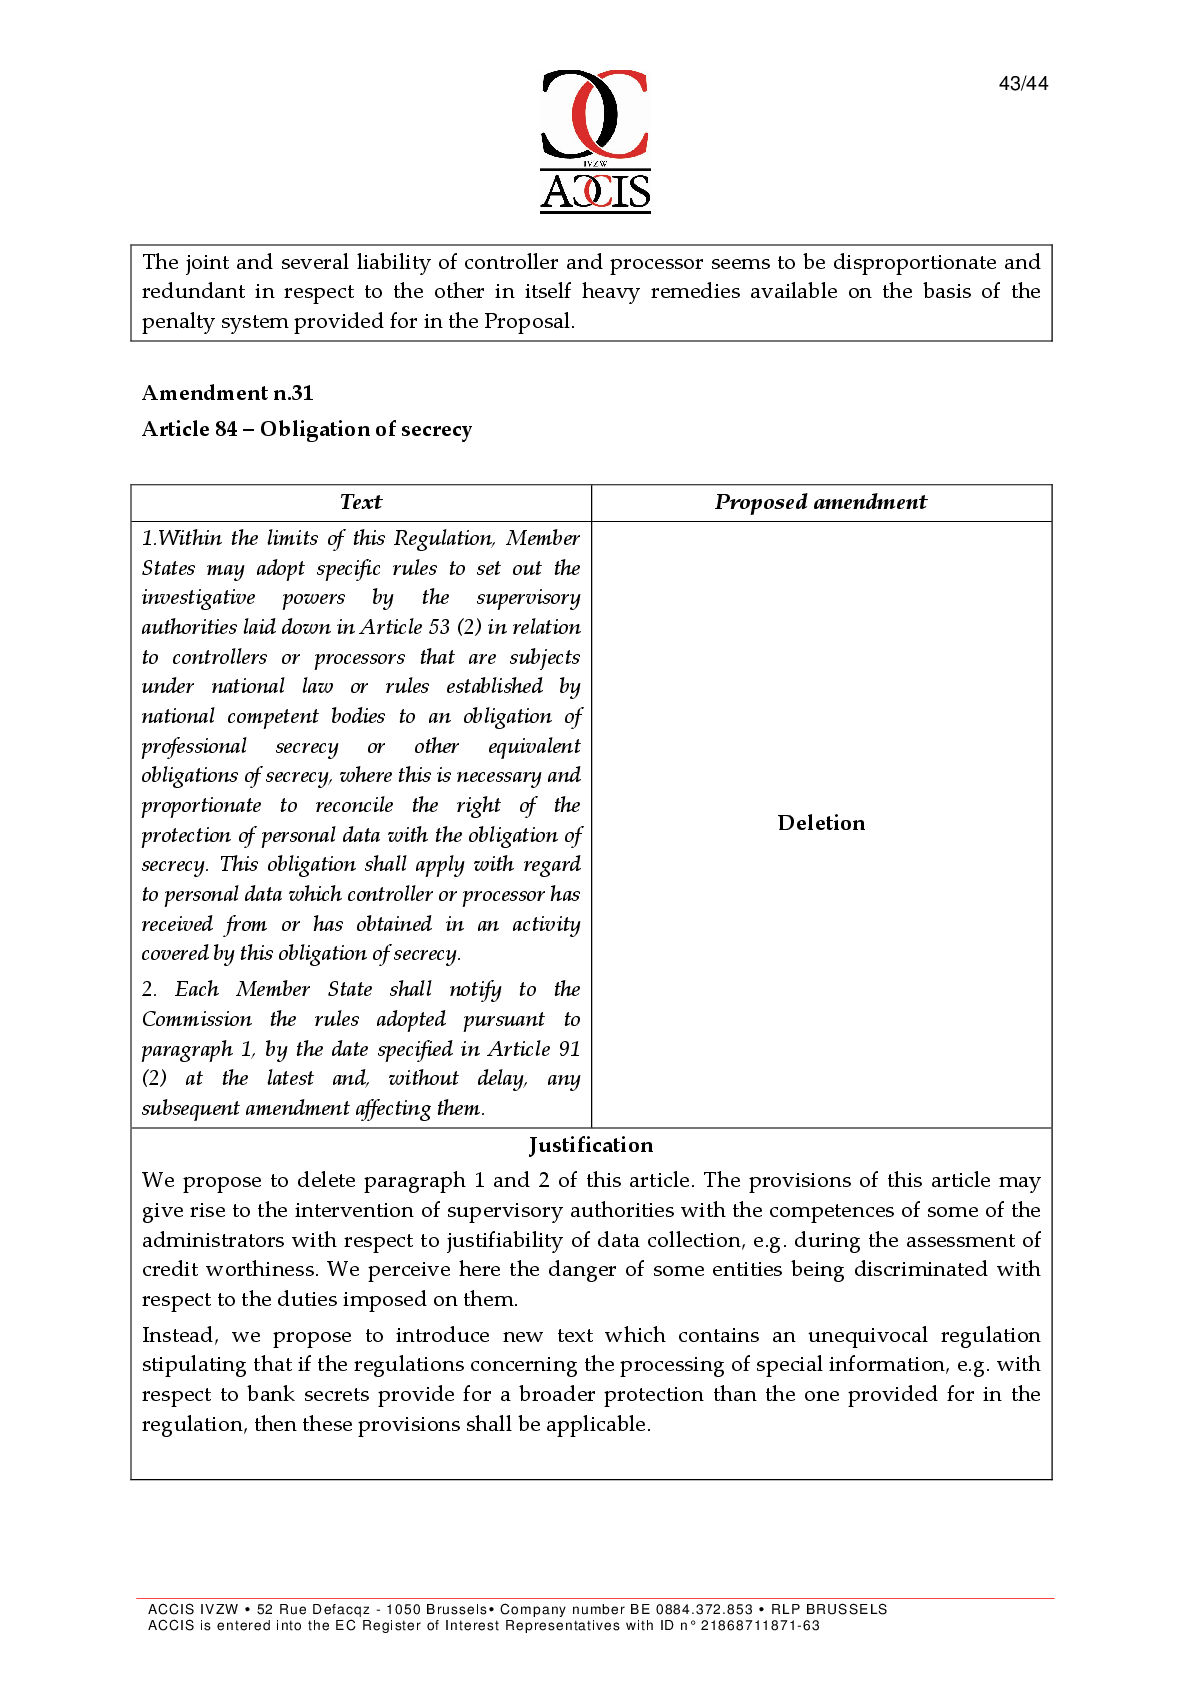 43/44
IVZW
ACCIS
The joint and several liability of controller and processor seems to be disproportionate and
redundant in respect to the other in itself heavy remedies available on the basis of the
penalty system provided for in the Proposal.
Amendment n.31
Article 84 – Obligation of secrecy
Text
Proposed amendment
1.Within the limits of this Regulation, Member
States may adopt specific rules to set out the
investigative powers by the supervisory
authorities laid down in Article 53 (2) in relation
to controllers or processors that are subjects
under national law or rules established by
national competent bodies to an obligation of
professional secrecy or other equivalent
obligations of secrecy, where this is necessary and
proportionate to reconcile the right of the
protection of personal data with the obligation of
secrecy. This obligation shall apply with regard
to personal data which controller or processor has
received from or has obtained in an activity
covered by this obligation of secrecy.
2. Each Member State shall notify to the
Commission the rules adopted pursuant to
paragraph 1, by the date specified in Article 91
(2) at the latest and, without delay, any
subsequent amendment affecting them.
Deletion
Justification
We propose to delete paragraph 1 and 2 of this article. The provisions of this article may
give rise to the intervention of supervisory authorities with the competences of some of the
administrators with respect to justifiability of data collection, e.g. during the assessment of
credit worthiness. We perceive here the danger of some entities being discriminated with
respect to the duties imposed on them.
Instead, we propose to introduce new text which contains an unequivocal regulation
stipulating that if the regulations concerning the processing of special information, e.g. with
respect to bank secrets provide for a broader protection than the one provided for in the
regulation, then these provisions shall be applicable.
ACCIS IVZW • 52 Rue Defacqz - 1050 Brussels• Company number BE 0884.372.853 • RLP BRUSSELS
ACCIS is entered into the EC Register of Interest Representatives with ID n° 21868711871-63